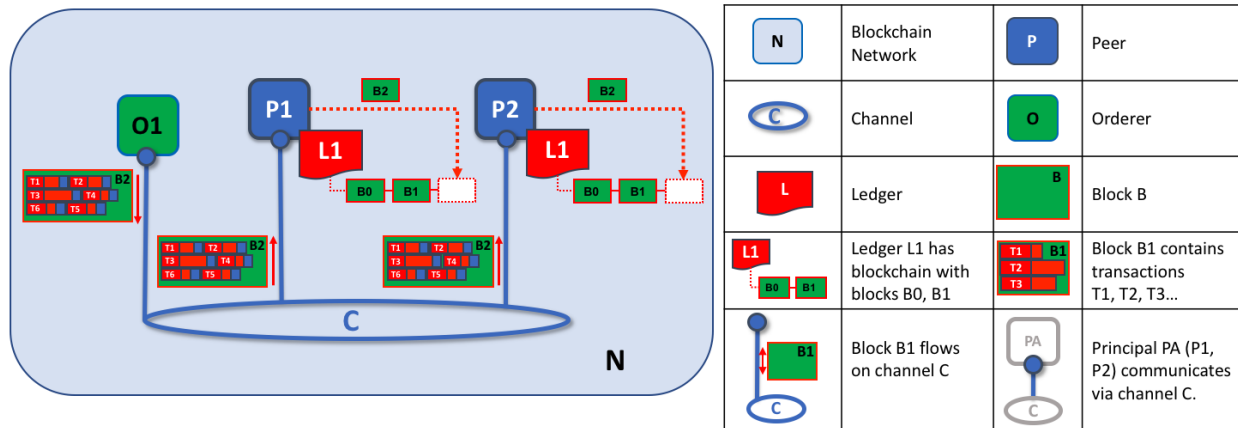 B2
B2
P1
P2
O1
L1
L1
T1 T2 B2
T3 T4
T6 T5
B0 B1
B0 B1
T1 T2 B2
T3 T4
T6 T5
T1 T2 B2
T3 T4
T6 T5
C
N
N
Blockchain
Network
P
Peer
C
Channel
O
Orderer
L
Ledger
B
Block B
L1
B0 B1
Ledger L1 has
blockchain with
blocks B0, B1
T1 B1
T2
T3
Block B1 contains
transactions
T1, T2, T3...
B1
C
Block B1 flows
on channel C
PA
C
Principal PA (P1,
P2) communicates
via channel C.